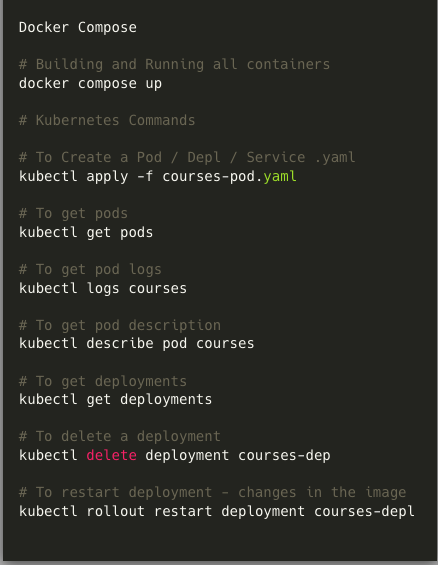 Docker Compose
# Building and Running all containers
docker compose up
# Kubernetes Commands
# To Create a Pod / Depl / Service .yaml
kubectl apply -f courses-pod.yaml
# To get pods
kubectl get pods
# To get pod logs
kubectl logs courses
# To get pod description
kubectl describe pod courses
# To get deployments
kubectl get deployments
# To delete a deployment
kubectl delete deployment courses-dep
# To restart deployment - changes in the image
kubectl rollout restart deployment courses-depl